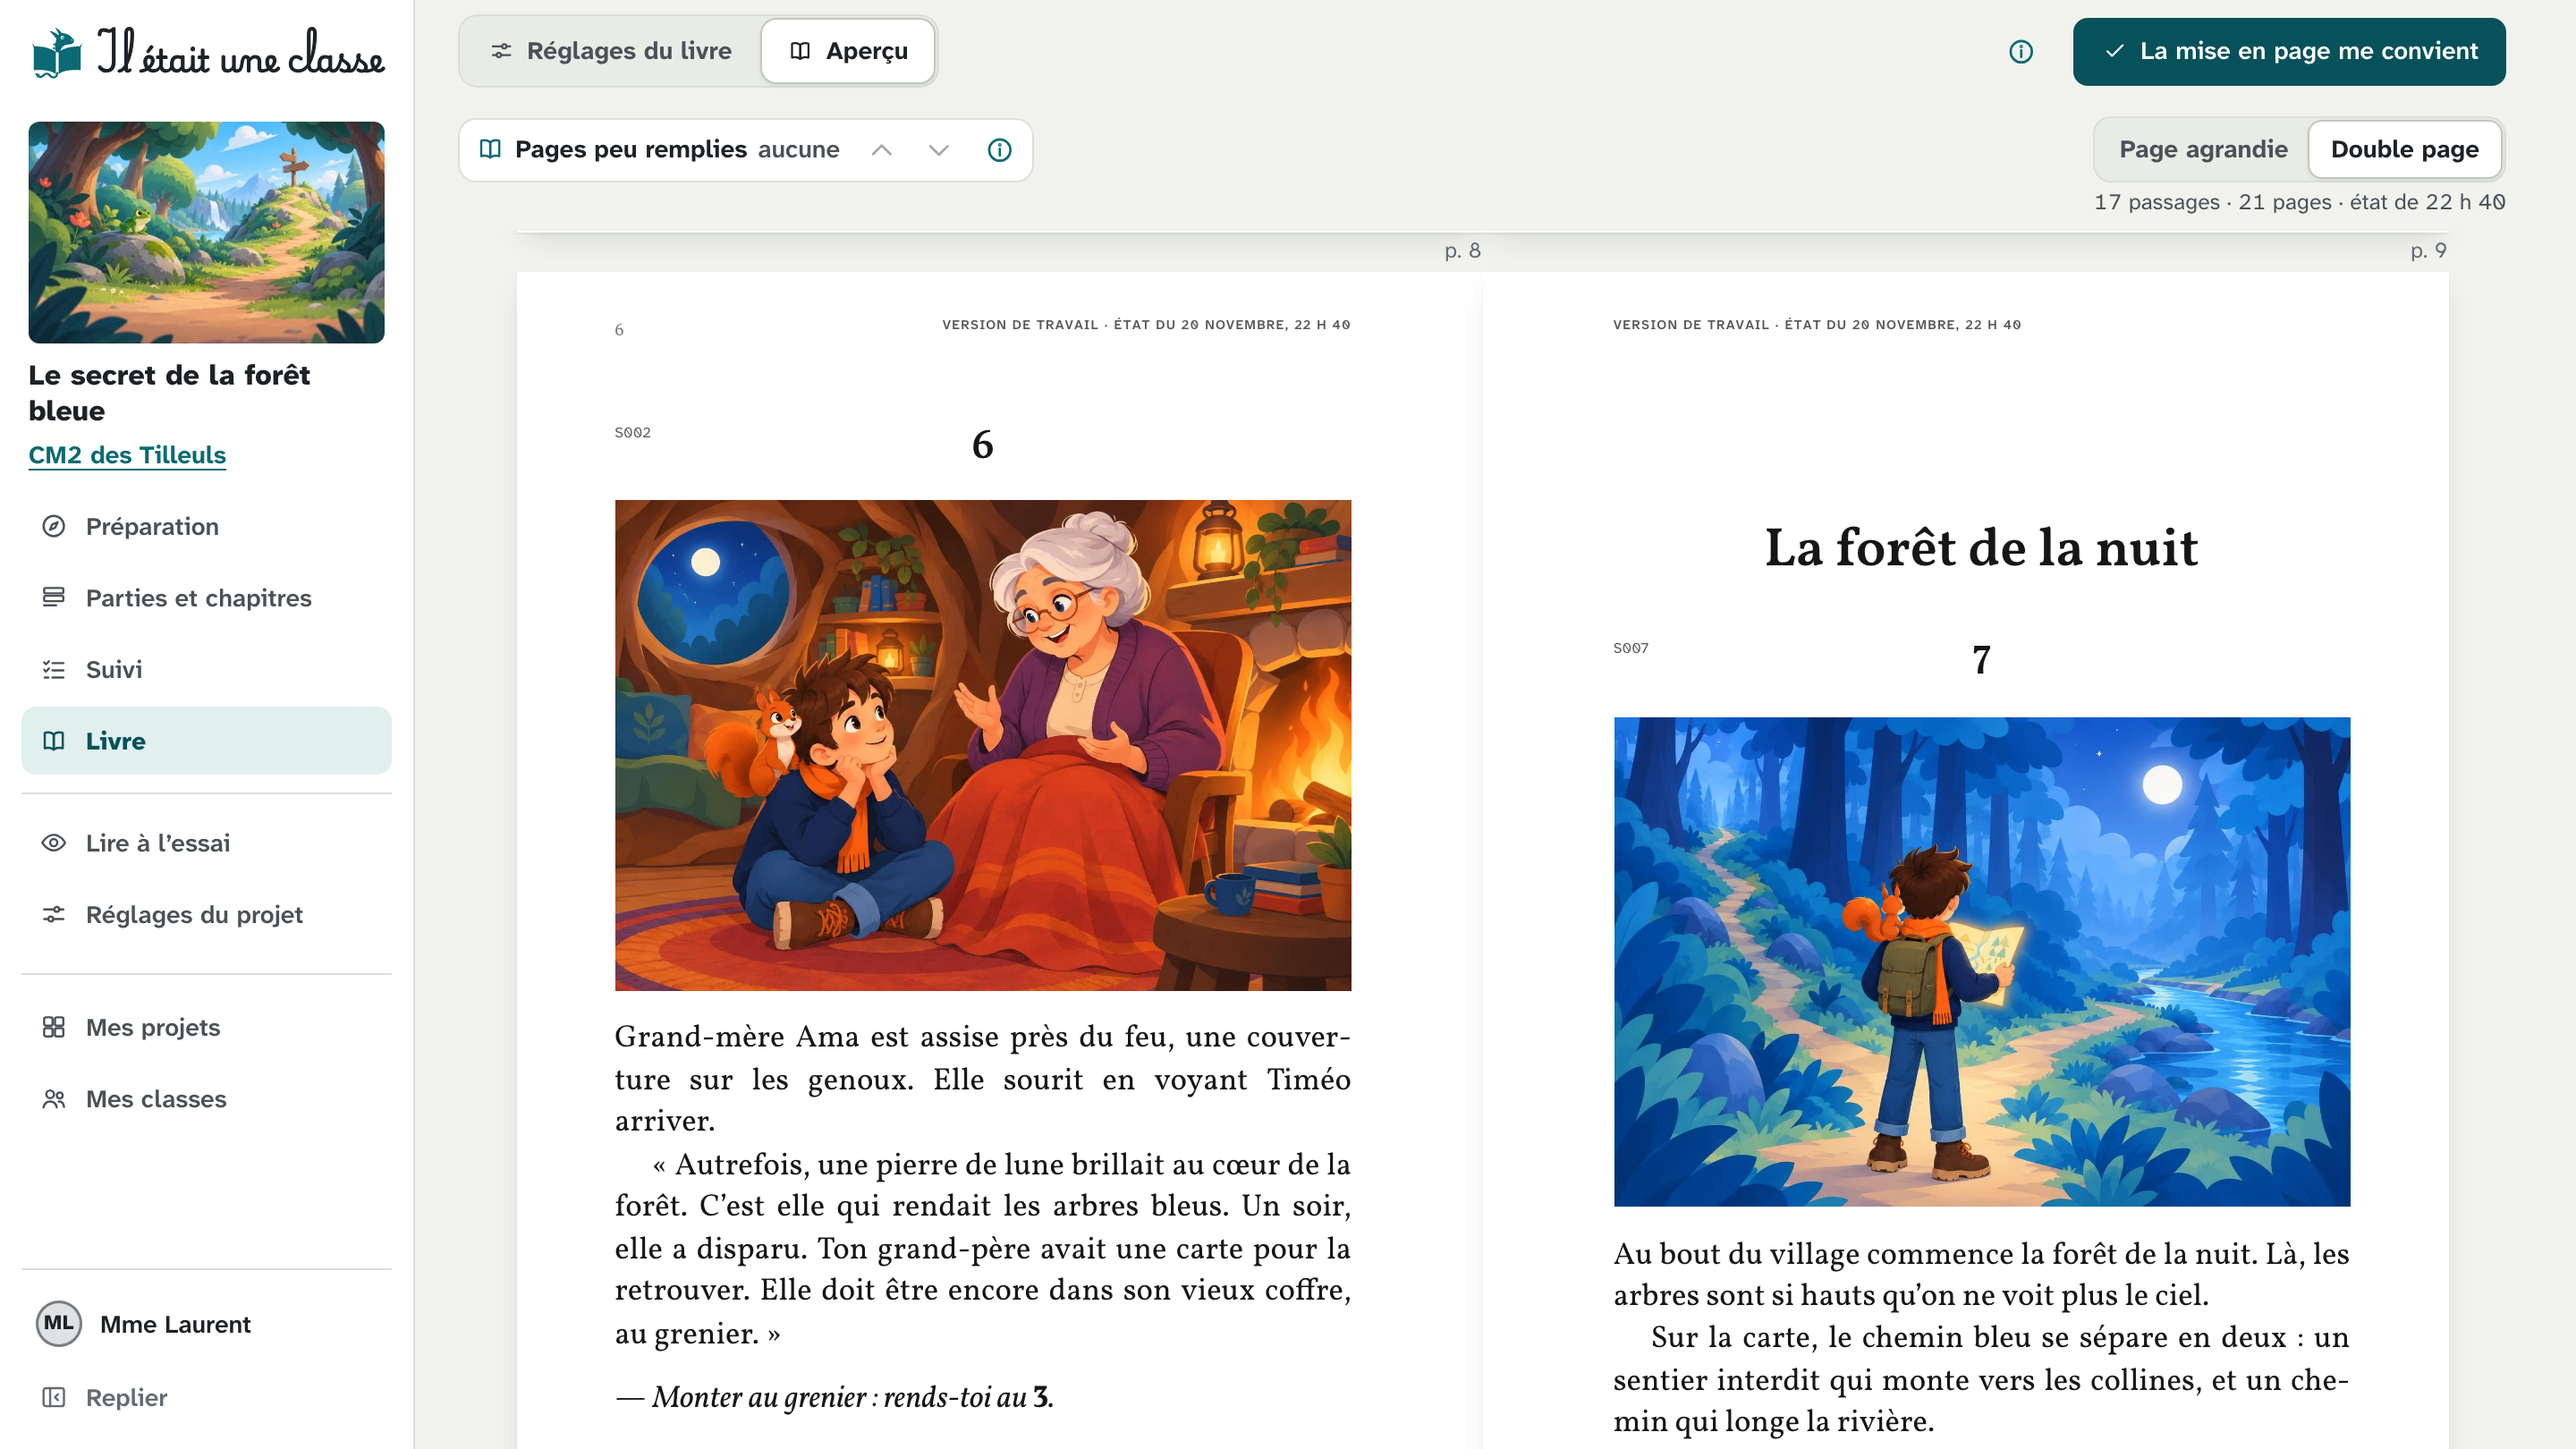 Il était une classe
Le secret de la forêt
bleue
CM2 des Tilleuls
Préparation
Parties et chapitres
Suivi
Livre
Lire à l’essai
Réglages du projet
Mes projets
Mes classes
ML Mme Laurent
Replier
Réglages du livre
Aperçu
La mise en page me convient
Pages peu remplies aucune
Page agrandie
Double page
17 passages · 21 pages · état de 22 h 40
p. 8
6
VERSION DE TRAVAIL · ÉTAT DU 20 NOVEMBRE, 22 H 40
S002
6
Grand-mère Ama est assise près du feu, une couver-
ture sur les genoux. Elle sourit en voyant Timéo
arriver.
« Autrefois, une pierre de lune brillait au cœur de la
forêt. C’est elle qui rendait les arbres bleus. Un soir,
elle a disparu. Ton grand-père avait une carte pour la
retrouver. Elle doit être encore dans son vieux coffre,
au grenier. »
— Monter au grenier : rends-toi au 3.
p. 9
VERSION DE TRAVAIL · ÉTAT DU 20 NOVEMBRE, 22 H 40
La forêt de la nuit
S007
7
Au bout du village commence la forêt de la nuit. Là, les
arbres sont si hauts qu’on ne voit plus le ciel.
Sur la carte, le chemin bleu se sépare en deux : un
sentier interdit qui monte vers les collines, et un che-
min qui longe la rivière.